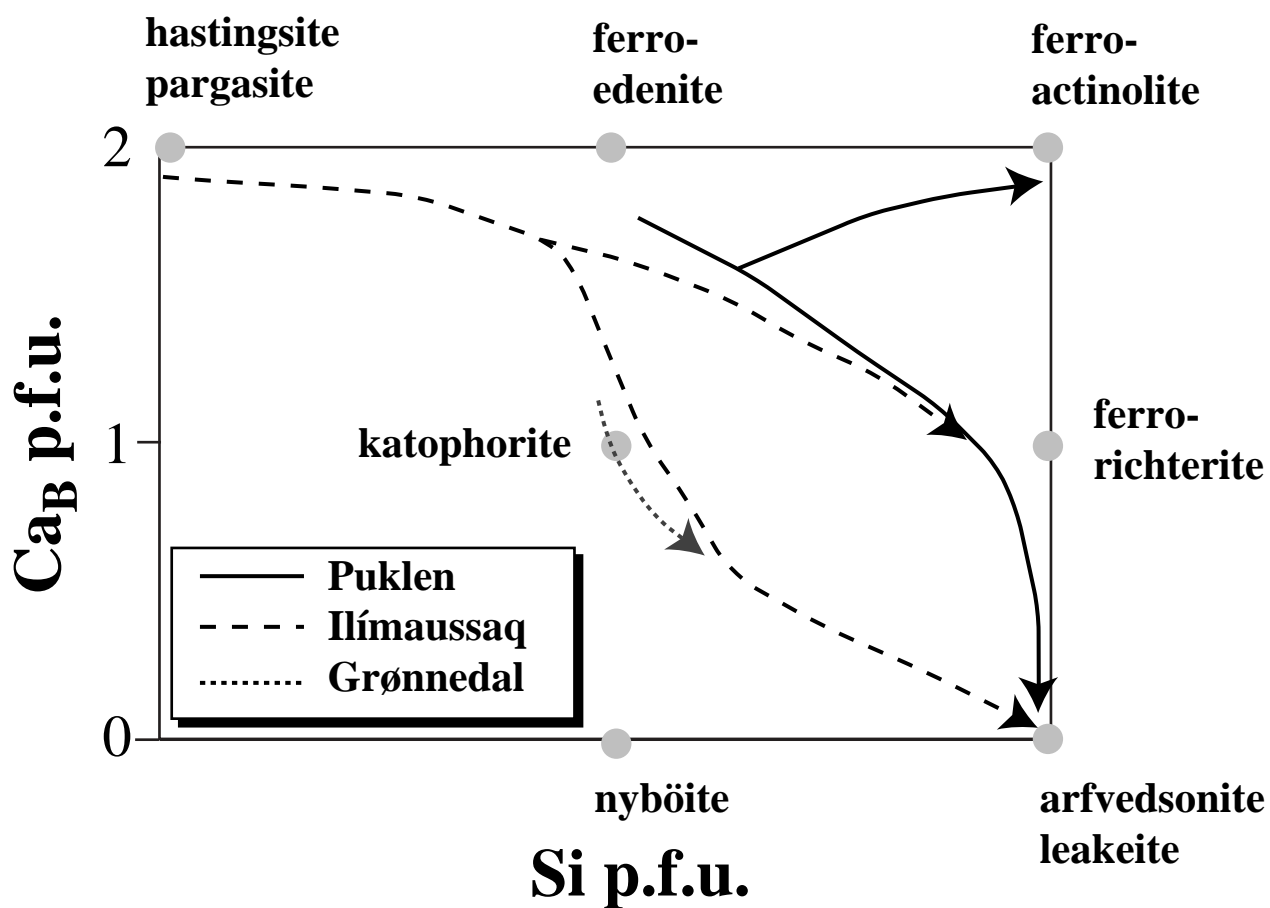 hastingsite
pargasite
ferro-
edenite
ferro-
actinolite
2
1
0
CaB p.f.u.
katophorite
ferro-
richterite
Puklen
Ilímaussaq
Grønnedal
nyböite
arfvedsonite
leakeite
Si p.f.u.